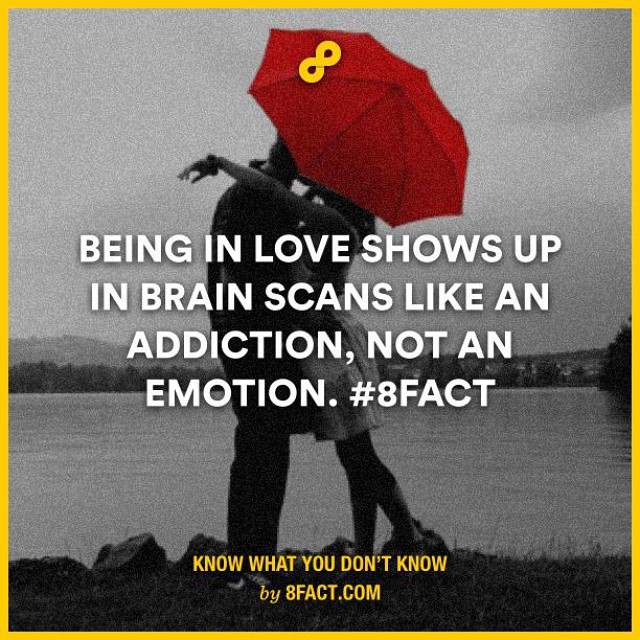 BEING IN LOVE SHOWS UP
IN BRAIN SCANS LIKE AN
ADDICTION, NOT AN
EMOTION. #8FACT
KNOW WHAT YOU DON'T KNOW
by 8FACT.COM